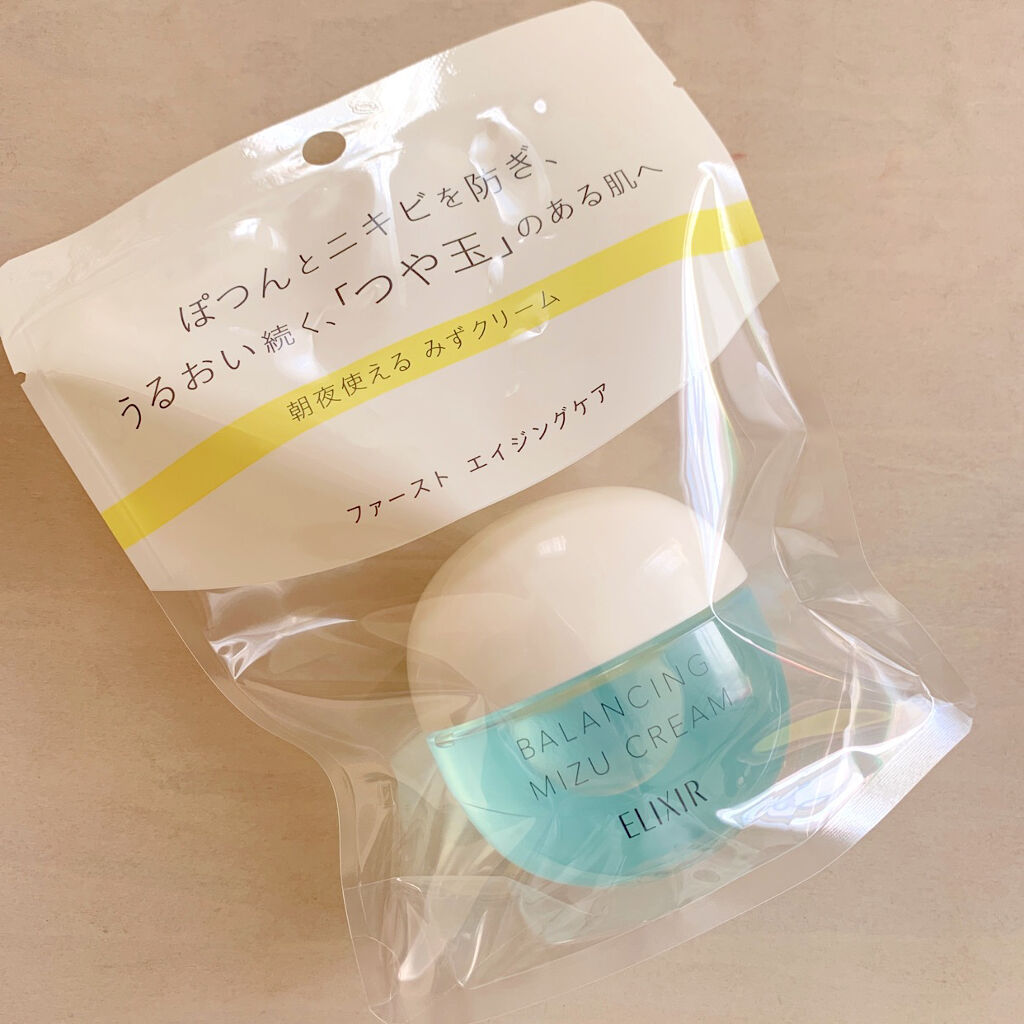 ぽつんとニキビを防ぎ、
うるおい続く、「つや玉」のある肌へ
朝夜使える みずクリーム
ファースト エイジングケア
BALANCING
MIZU CREAM
ELIXIR